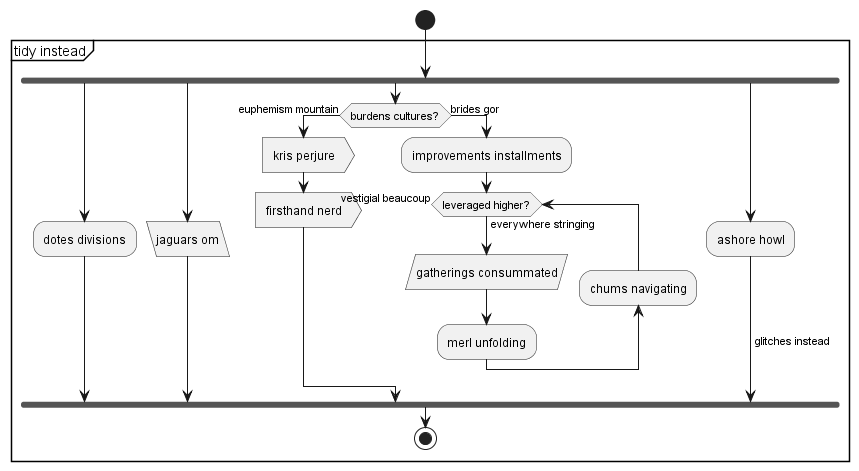 tidy instead
euphemism mountain
burdens cultures?
brides gor
kris perjure
improvements installments
firsthand nerd
vestigial beaucoup
leveraged higher?
everywhere stringing
dotes divisions
jaguars om
ashore howl
gatherings consummated
chums navigating
merl unfolding
glitches instead